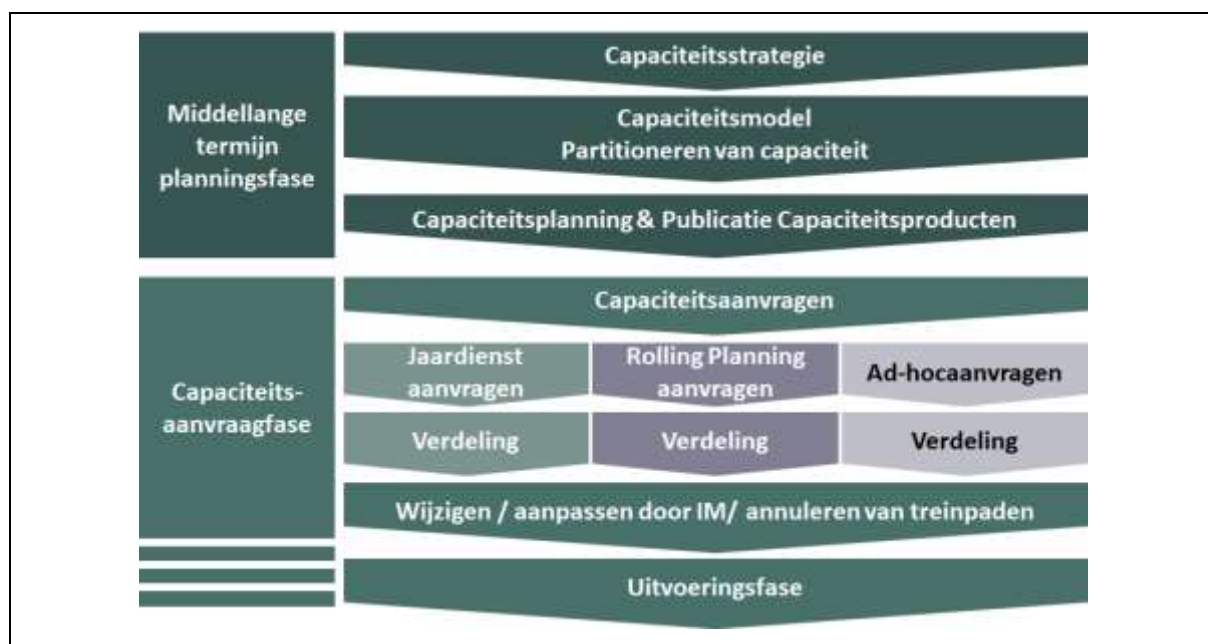 Middellange
termijn
planningsfase
Capaciteitsstrategie
Capaciteitsmodel
Partitioneren van capaciteit
Capaciteitsplanning & Publicatie Capaciteitsproducten
Capaciteits-
aanvraagfase
Capaciteitsaanvragen
Jaardienst
aanvragen
Rolling Planning
aanvragen
Ad-hocaanvragen
Verdeling
Verdeling
Verdeling
Wijzigen / aanpassen door IM/ annuleren van treinpaden
Uitvoeringsfase